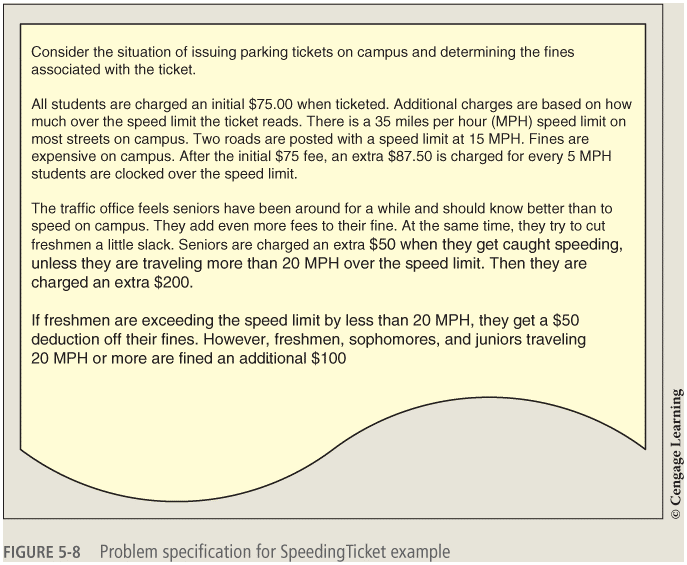 Consider the situation of issuing parking tickets on campus and determining the fines
associated with the ticket.
All students are charged an initial $75.00 when ticketed. Additional charges are based on how
much over the speed limit the ticket reads. There is a 35 miles per hour (MPH) speed limit on
most streets on campus. Two roads are posted with a speed limit at 15 MPH. Fines are
expensive on campus. After the initial $75 fee, an extra $87.50 is charged for every 5 MPH
students are clocked over the speed limit.
The traffic office feels seniors have been around for a while and should know better than to
speed on campus. They add even more fees to their fine. At the same time, they try to cut
freshmen a little slack. Seniors are charged an extra $50 when they get caught speeding,
unless they are traveling more than 20 MPH over the speed limit. Then they are
charged an extra $200.
If freshmen are exceeding the speed limit by less than 20 MPH, they get a $50
deduction off their fines. However, freshmen, sophomores, and juniors traveling
20 MPH or more are fined an additional $100
© Cengage Learning
FIGURE 5-8 Problem specification for SpeedingTicket example